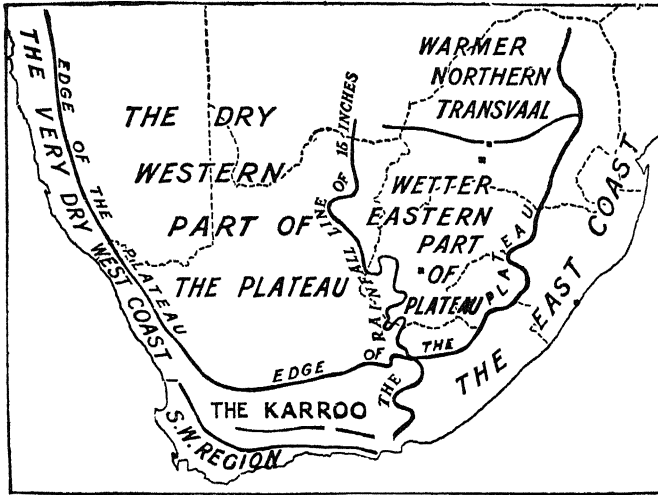 WARMER
NORTHERN
TRANSVAAL
THE VERY DRY WEST COAST
EDGE OF THE PLATEAU
THE DRY
WESTERN
PART OF
THE PLATEAU
THE RAINFALL LINE OF 15 INCHES
WETTER
EASTERN
PART
OF
PLATEAU
EDGE OF THE PLATEAU
THE EAST COAST
THE KARROO
S.W. REGION